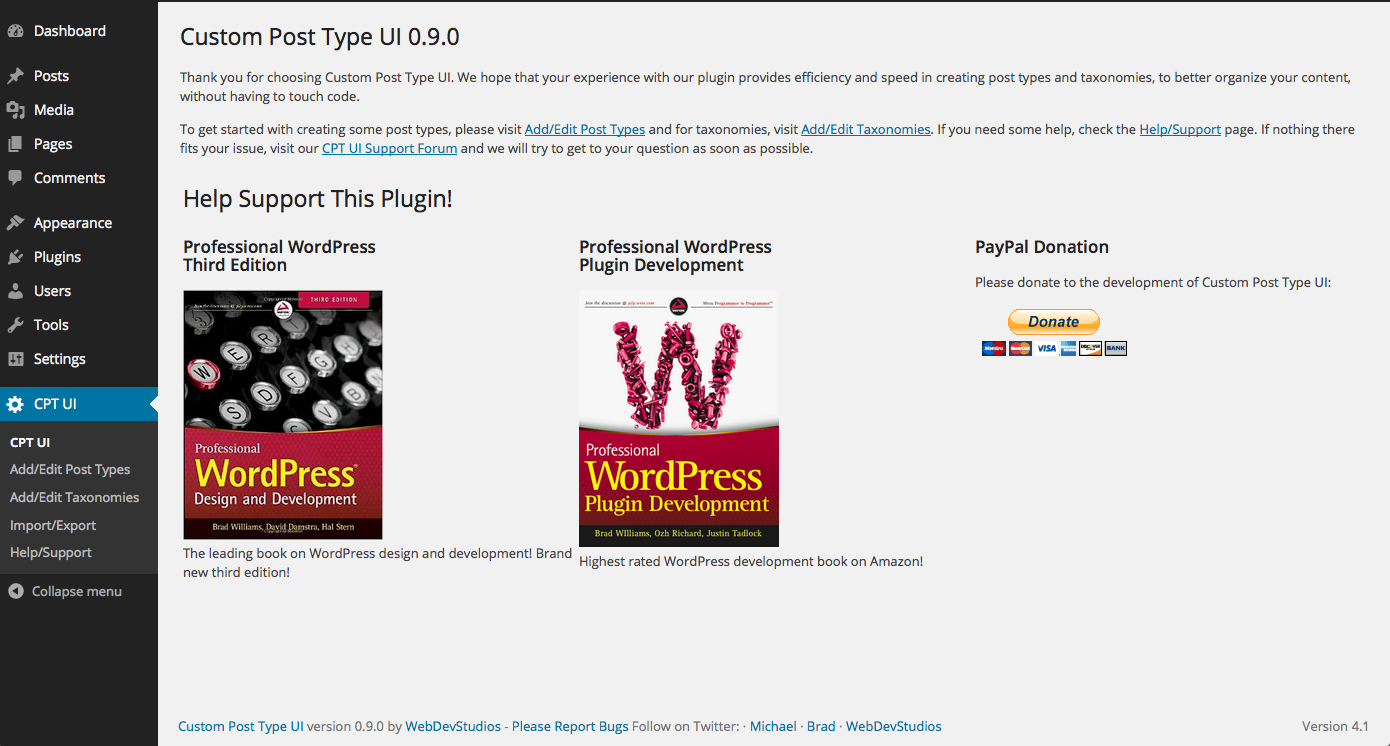 Dashboard
Posts
Media
Pages
Comments
Appearance
Plugins
Users
Tools
Settings
CPT UI
CPT UI
Add/Edit Post Types
Add/Edit Taxonomies
Import/Export
Help/Support
Collapse menu
Custom Post Type UI 0.9.0
Thank you for choosing Custom Post Type UI. We hope that your experience with our plugin provides efficiency and speed in creating post types and taxonomies, to better organize your content,
without having to touch code.
To get started with creating some post types, please visit Add/Edit Post Types and for taxonomies, visit Add/Edit Taxonomies. If you need some help, check the Help/Support page. If nothing there
fits your issue, visit our CPT UI Support Forum and we will try to get to your question as soon as possible.
Help Support This Plugin!
Professional WordPress
Third Edition
THIRD EDITION
W E R
S D F G H
V B
Professional
WordPress®
Design and Development
Brad Williams, David Damstra, Hal Stern
The leading book on WordPress design and development! Brand
new third edition!
Professional WordPress
Plugin Development
Join the discussion @ p2p.wrox.com
Wrox Programmer to Programmer™
W
Professional
WordPress
Plugin Development
Brad WIlliams, Ozh Richard, Justin Tadlock
Highest rated WordPress development book on Amazon!
PayPal Donation
Please donate to the development of Custom Post Type UI:
Donate
Maestro MasterCard VISA DISCOVER BANK
Custom Post Type UI version 0.9.0 by WebDevStudios - Please Report Bugs Follow on Twitter: · Michael · Brad · WebDevStudios
Version 4.1